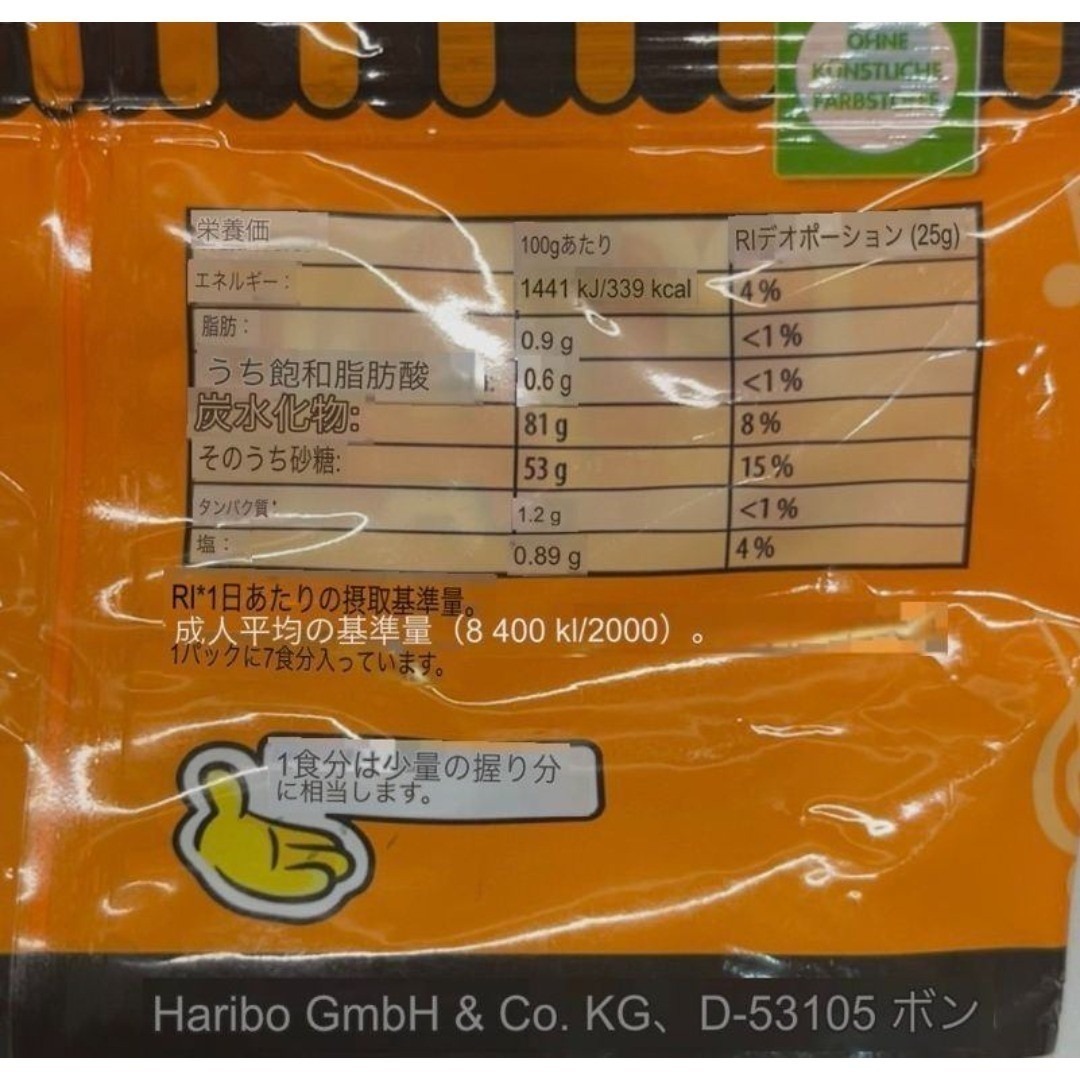 OHNE
KÜNSTLICHE
FARBSTOFFE
栄養価 100gあたり RIデオポーション (25g)
エネルギー： 1441 kJ/339 kcal 4 %
脂肪： 0.9 g <1 %
うち飽和脂肪酸 0.6 g <1 %
炭水化物: 81 g 8 %
そのうち砂糖: 53 g 15 %
タンパク質： 1.2 g <1 %
塩： 0.89 g 4 %
RI*1日あたりの摂取基準量。
成人平均の基準量（8 400 kl/2000）。
1パックに7食分入っています。
1食分は少量の握り分
に相当します。
Haribo GmbH & Co. KG、D-53105 ボン